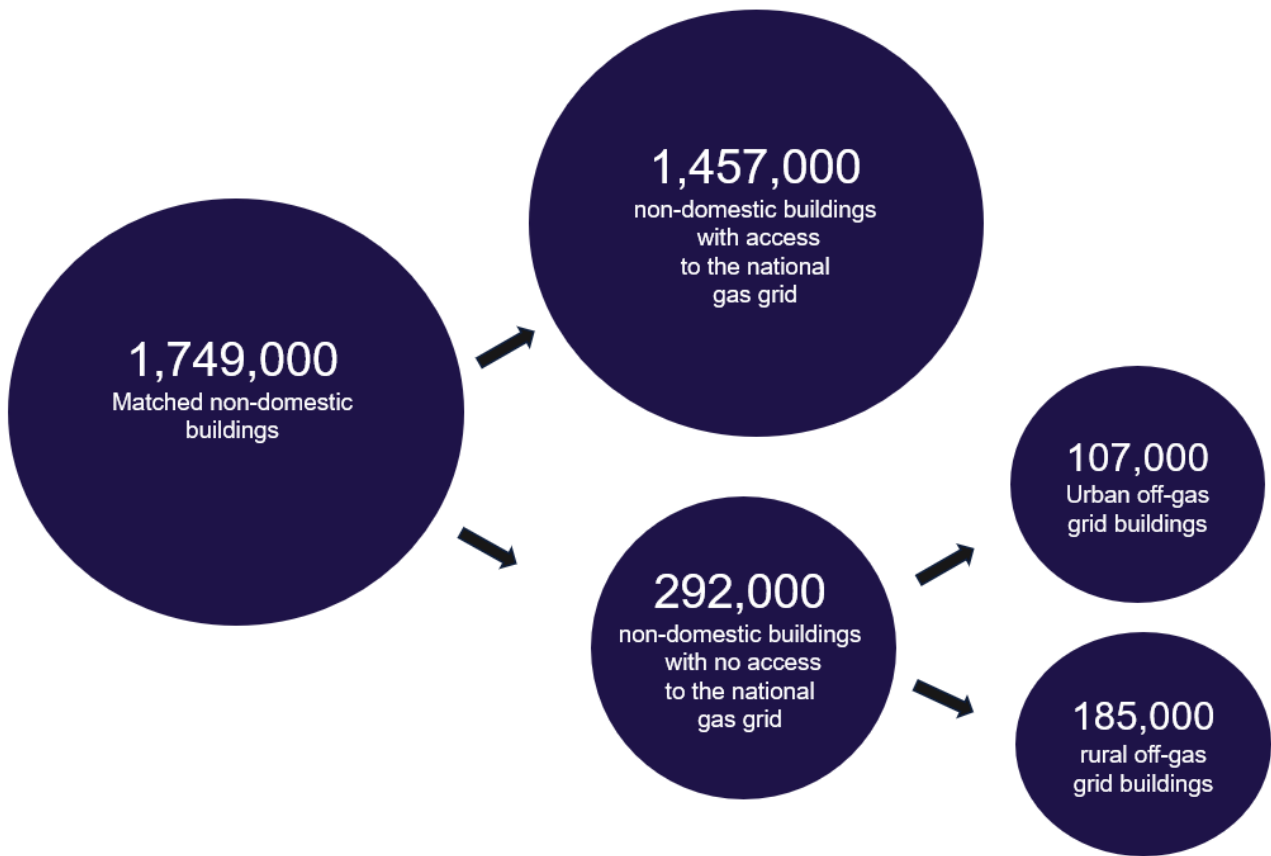 1,749,000
Matched non-domestic
buildings
1,457,000
non-domestic buildings
with access
to the national
gas grid
292,000
non-domestic buildings
with no access
to the national
gas grid
107,000
Urban off-gas
grid buildings
185,000
rural off-gas
grid buildings